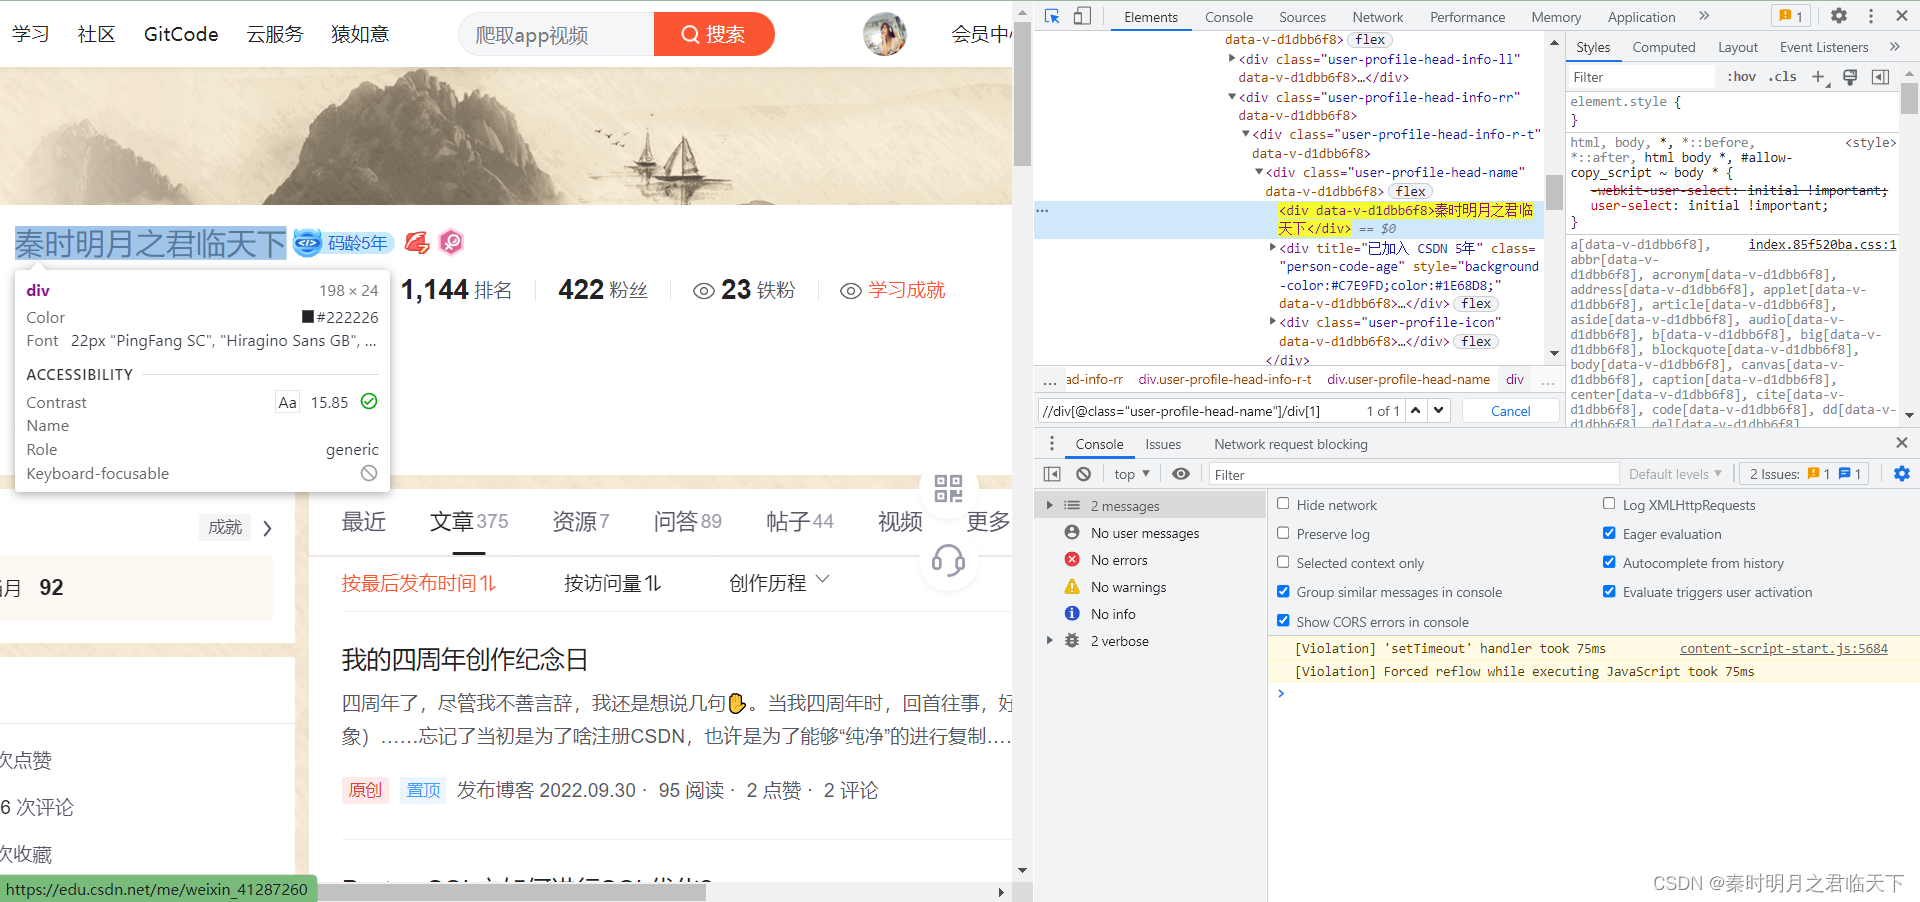 学习 社区 GitCode 云服务 猿如意 爬取app视频 搜索
秦时明月之君临天下 码龄5年
div 198 × 24
Color #222226
Font 22px "PingFang SC", "Hiragino Sans GB", ...
ACCESSIBILITY
Contrast Aa 15.85
Name
Role generic
Keyboard-focusable
1,144 排名 422 粉丝 23 铁粉 学习成就
成就
月 92
次点赞
6 次评论
次收藏
最近 文章375 资源7 问答89 帖子44 视频 更多
按最后发布时间 按访问量 创作历程
我的四周年创作纪念日
四周年了，尽管我不善言辞，我还是想说几句✋。当我四周年时，回首往事，好
象）……忘记了当初是为了啥注册CSDN，也许是为了能够“纯净”的进行复制……
原创 置顶 发布博客 2022.09.30 · 95 阅读 · 2 点赞 · 2 评论
https://edu.csdn.net/me/weixin_41287260
Elements Console Sources Network Performance Memory Application » 1
data-v-d1dbb6f8> flex
<div class="user-profile-head-info-ll"
data-v-d1dbb6f8>…</div>
<div class="user-profile-head-info-rr"
data-v-d1dbb6f8>
<div class="user-profile-head-info-r-t"
data-v-d1dbb6f8>
<div class="user-profile-head-name"
data-v-d1dbb6f8> flex
<div data-v-d1dbb6f8>秦时明月之君临
天下</div> == $0
<div title="已加入 CSDN 5年" class=
"person-code-age" style="background
-color:#C7E9FD;color:#1E68D8;"
data-v-d1dbb6f8>…</div> flex
<div class="user-profile-icon"
data-v-d1dbb6f8>…</div> flex
</div>
... ad-info-rr div.user-profile-head-info-r-t div.user-profile-head-name div ...
//div[@class="user-profile-head-name"]/div[1] 1 of 1 Cancel
Styles Computed Layout Event Listeners »
Filter :hov .cls +
element.style {
}
html, body, *, *::before, <style>
*::after, html body *, #allow-
copy_script ~ body * {
-webkit-user-select: initial !important;
user-select: initial !important;
}
a[data-v-d1dbb6f8], index.85f520ba.css:1
abbr[data-v-
d1dbb6f8], acronym[data-v-d1dbb6f8],
address[data-v-d1dbb6f8], applet[data-v-
d1dbb6f8], article[data-v-d1dbb6f8],
aside[data-v-d1dbb6f8], audio[data-v-
d1dbb6f8], b[data-v-d1dbb6f8], big[data-v-
d1dbb6f8], blockquote[data-v-d1dbb6f8],
body[data-v-d1dbb6f8], canvas[data-v-
d1dbb6f8], caption[data-v-d1dbb6f8],
center[data-v-d1dbb6f8], cite[data-v-
d1dbb6f8], code[data-v-d1dbb6f8], dd[data-v-
d1dbb6f8], del[data-v-d1dbb6f8],
Console Issues Network request blocking
top Filter Default levels 2 Issues: 1 1
2 messages
No user messages
No errors
No warnings
No info
2 verbose
Hide network Log XMLHttpRequests
Preserve log Eager evaluation
Selected context only Autocomplete from history
Group similar messages in console Evaluate triggers user activation
Show CORS errors in console
[Violation] 'setTimeout' handler took 75ms content-script-start.js:5684
[Violation] Forced reflow while executing JavaScript took 75ms
CSDN @秦时明月之君临天下